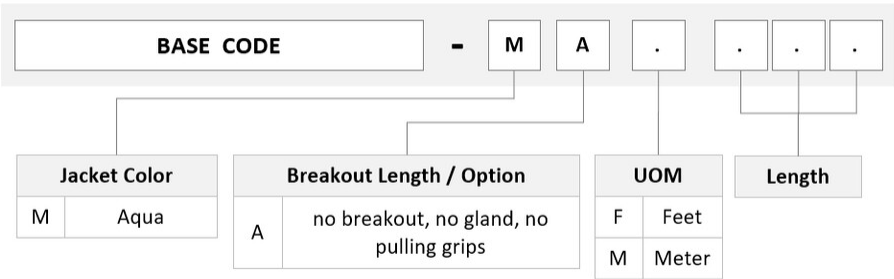 BASE CODE - M A . . . .
Jacket Color
M Aqua
Breakout Length / Option
A no breakout, no gland, no
pulling grips
UOM
F Feet
M Meter
Length